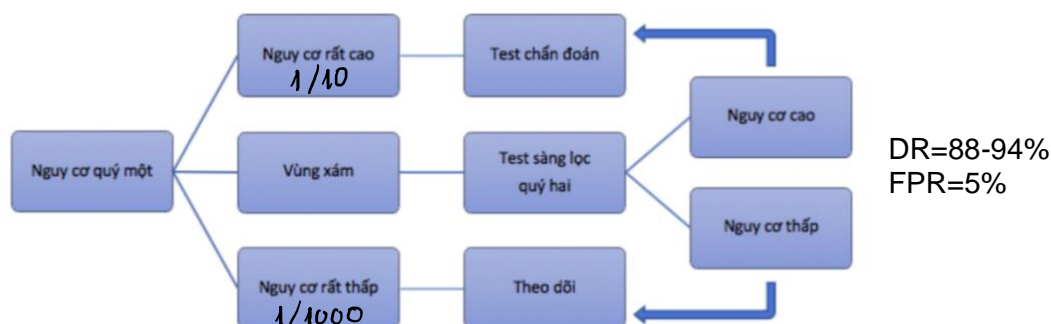 Nguy cơ quý một
Nguy cơ rất cao
1/10
Vùng xám
Nguy cơ rất thấp
1/1000
Test chẩn đoán
Test sàng lọc
quý hai
Theo dõi
Nguy cơ cao
Nguy cơ thấp
DR=88-94%
FPR=5%